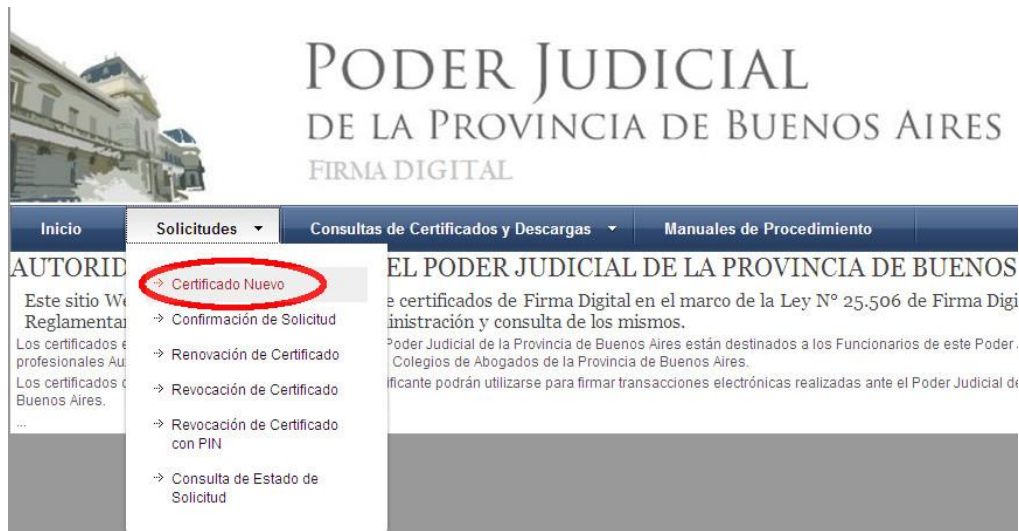 PODER JUDICIAL
DE LA PROVINCIA DE BUENOS AIRES
FIRMA DIGITAL
Inicio
Solicitudes
Consultas de Certificados y Descargas
Manuales de Procedimiento
AUTORID
EL PODER JUDICIAL DE LA PROVINCIA DE BUENOS
Este sitio We
e certificados de Firma Digital en el marco de la Ley N° 25.506 de Firma Digi
Reglamentar
inistración y consulta de los mismos.
Los certificados e
Poder Judicial de la Provincia de Buenos Aires están destinados a los Funcionarios de este Poder
profesionales Au
Colegios de Abogados de la Provincia de Buenos Aires.
Los certificados
ificante podrán utilizarse para firmar transacciones electrónicas realizadas ante el Poder Judicial de
Buenos Aires.
...
Certificado Nuevo
Confirmación de Solicitud
Renovación de Certificado
Revocación de Certificado
Revocación de Certificado
con PIN
Consulta de Estado de
Solicitud